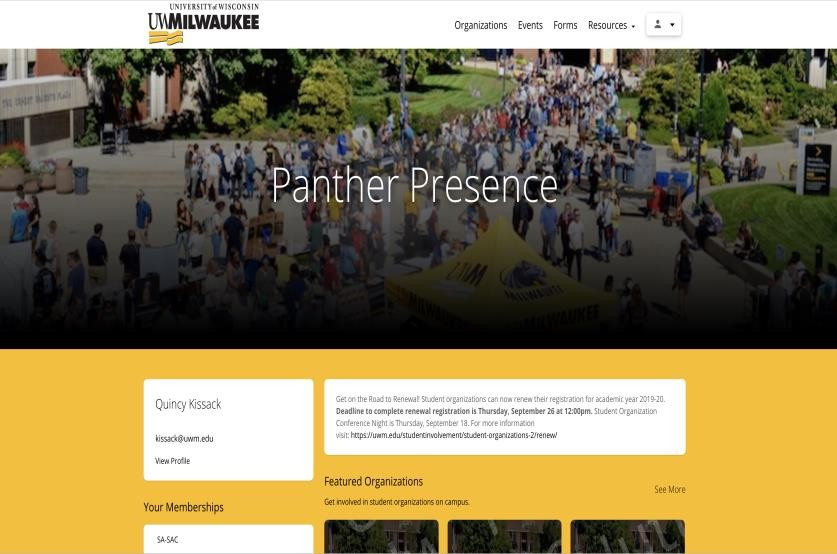 UNIVERSITY of WISCONSIN
UWMILWAUKEE
Organizations Events Forms Resources
Panther Presence
UWM
MILWAUKEE
Quincy Kissack
kissack@uwm.edu
View Profile
Your Memberships
SA-SAC
Get on the Road to Renewal! Student organizations can now renew their registration for academic year 2019-20.
Deadline to complete renewal registration is Thursday, September 26 at 12:00pm. Student Organization
Conference Night is Thursday, September 18. For more information
visit: https://uwm.edu/studentinvolvement/student-organizations-2/renew/
Featured Organizations
See More
Get involved in student organizations on campus.